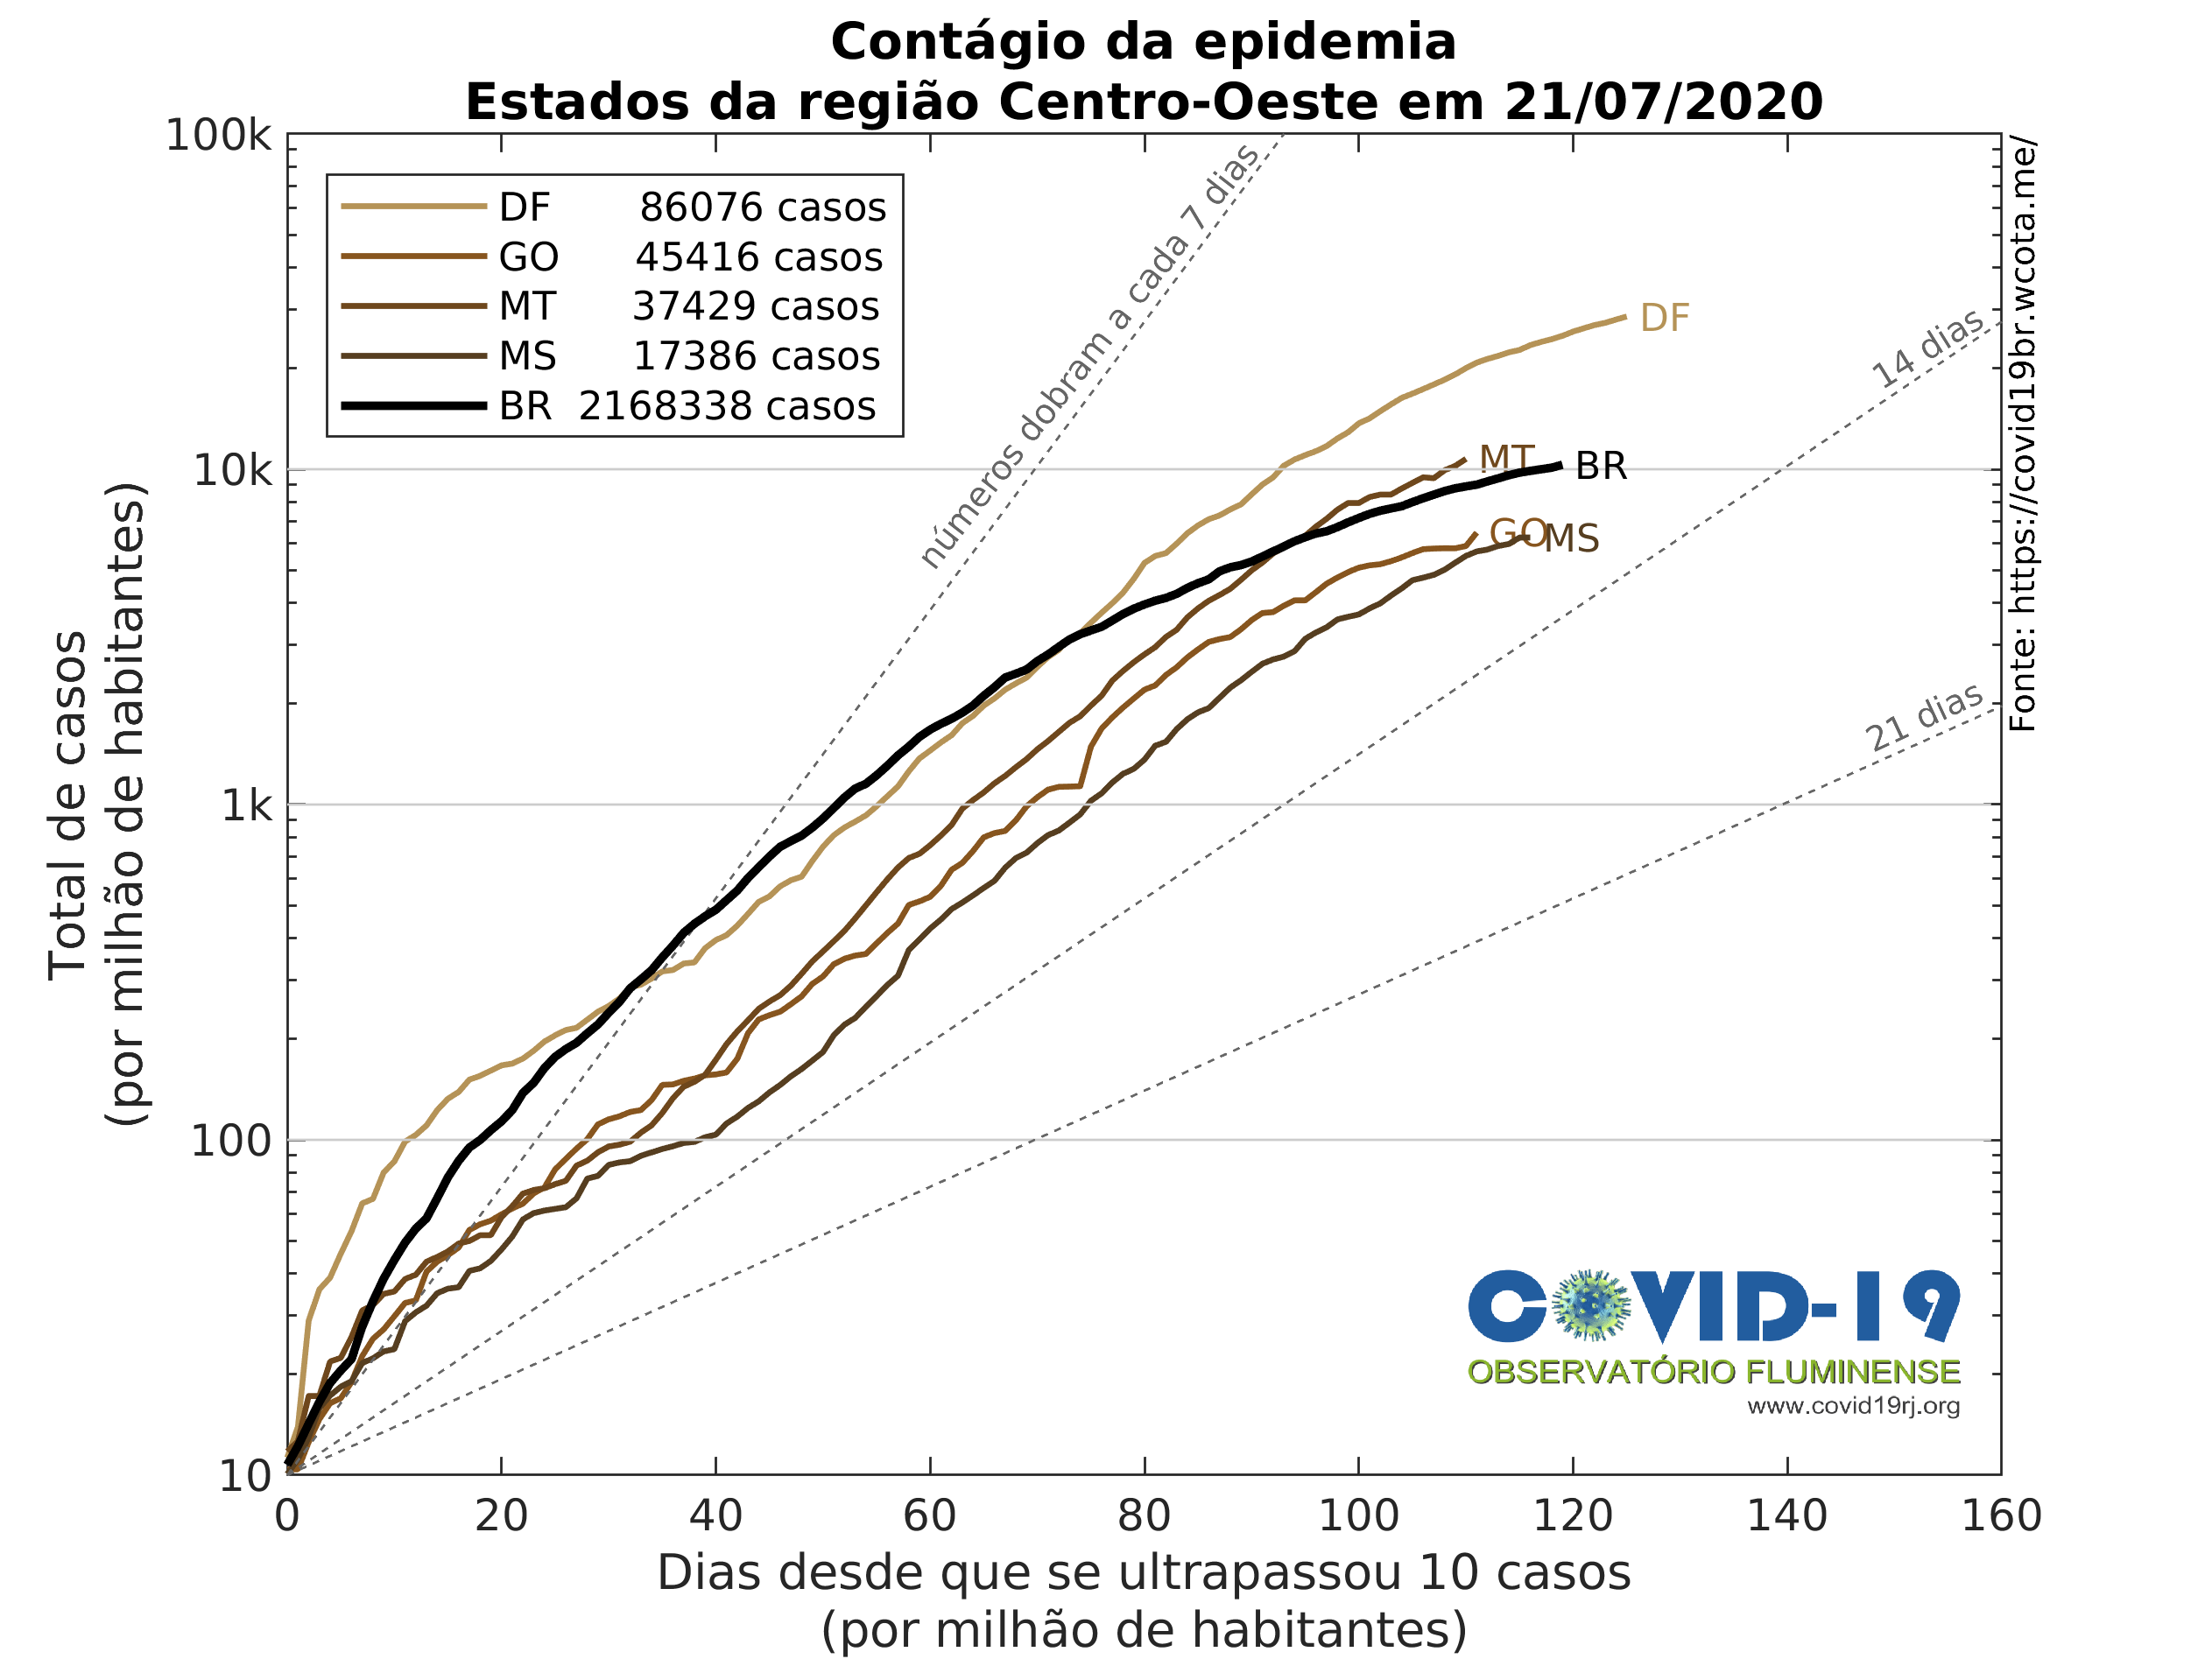 Contágio da epidemia
Estados da região Centro-Oeste em 21/07/2020
100k
10k
1k
100
10
Total de casos
(por milhão de habitantes)
DF 86076 casos
GO 45416 casos
MT 37429 casos
MS 17386 casos
BR 2168338 casos
números dobram a cada 7 dias
14 dias
21 dias
DF
MT
BR
GO
MS
Fonte: https://covid19br.wcota.me/
COVID-19
OBSERVATÓRIO FLUMINENSE
www.covid19rj.org
0 20 40 60 80 100 120 140 160
Dias desde que se ultrapassou 10 casos
(por milhão de habitantes)